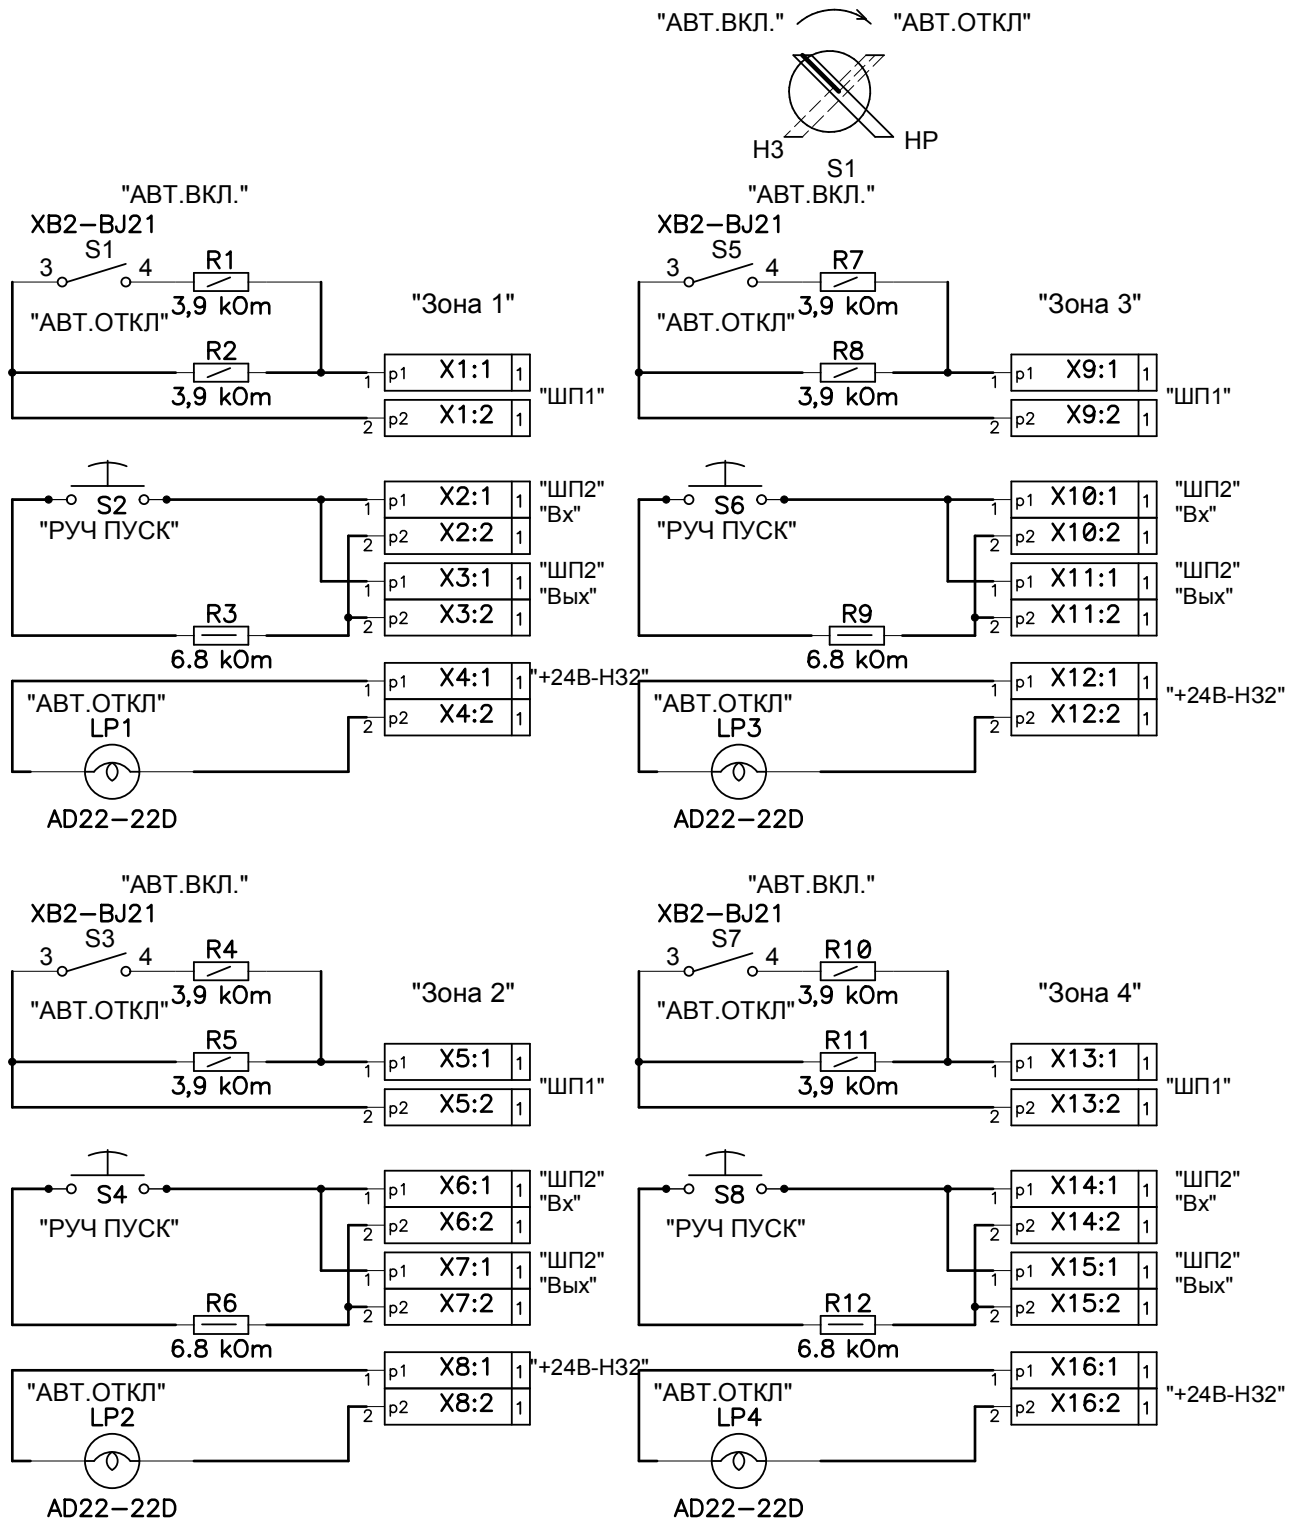 "АВТ.ВКЛ." "АВТ.ОТКЛ"
НЗ НР
S1
"АВТ.ВКЛ."
XB2-BJ21
S1
3 4 R1
3,9 kOm
"АВТ.ОТКЛ"
"Зона 1"
R2
3,9 kOm
1 p1 X1:1 1
2 p2 X1:2 1
"ШП1"
S2
"РУЧ ПУСК"
1 p1 X2:1 1
2 p2 X2:2 1
"ШП2"
"Вх"
1 p1 X3:1 1
2 p2 X3:2 1
"ШП2"
"Вых"
R3
6.8 kOm
1 p1 X4:1 1
2 p2 X4:2 1
"+24В-НЗ2"
"АВТ.ОТКЛ"
LP1
AD22-22D
"АВТ.ВКЛ."
XB2-BJ21
S5
3 4 R7
3,9 kOm
"АВТ.ОТКЛ"
"Зона 3"
R8
3,9 kOm
1 p1 X9:1 1
2 p2 X9:2 1
"ШП1"
S6
"РУЧ ПУСК"
1 p1 X10:1 1
2 p2 X10:2 1
"ШП2"
"Вх"
1 p1 X11:1 1
2 p2 X11:2 1
"ШП2"
"Вых"
R9
6.8 kOm
1 p1 X12:1 1
2 p2 X12:2 1
"+24В-НЗ2"
"АВТ.ОТКЛ"
LP3
AD22-22D
"АВТ.ВКЛ."
XB2-BJ21
S3
3 4 R4
3,9 kOm
"АВТ.ОТКЛ"
"Зона 2"
R5
3,9 kOm
1 p1 X5:1 1
2 p2 X5:2 1
"ШП1"
S4
"РУЧ ПУСК"
1 p1 X6:1 1
2 p2 X6:2 1
"ШП2"
"Вх"
1 p1 X7:1 1
2 p2 X7:2 1
"ШП2"
"Вых"
R6
6.8 kOm
1 p1 X8:1 1
2 p2 X8:2 1
"+24В-НЗ2"
"АВТ.ОТКЛ"
LP2
AD22-22D
"АВТ.ВКЛ."
XB2-BJ21
S7
3 4 R10
3,9 kOm
"АВТ.ОТКЛ"
"Зона 4"
R11
3,9 kOm
1 p1 X13:1 1
2 p2 X13:2 1
"ШП1"
S8
"РУЧ ПУСК"
1 p1 X14:1 1
2 p2 X14:2 1
"ШП2"
"Вх"
1 p1 X15:1 1
2 p2 X15:2 1
"ШП2"
"Вых"
R12
6.8 kOm
1 p1 X16:1 1
2 p2 X16:2 1
"+24В-НЗ2"
"АВТ.ОТКЛ"
LP4
AD22-22D